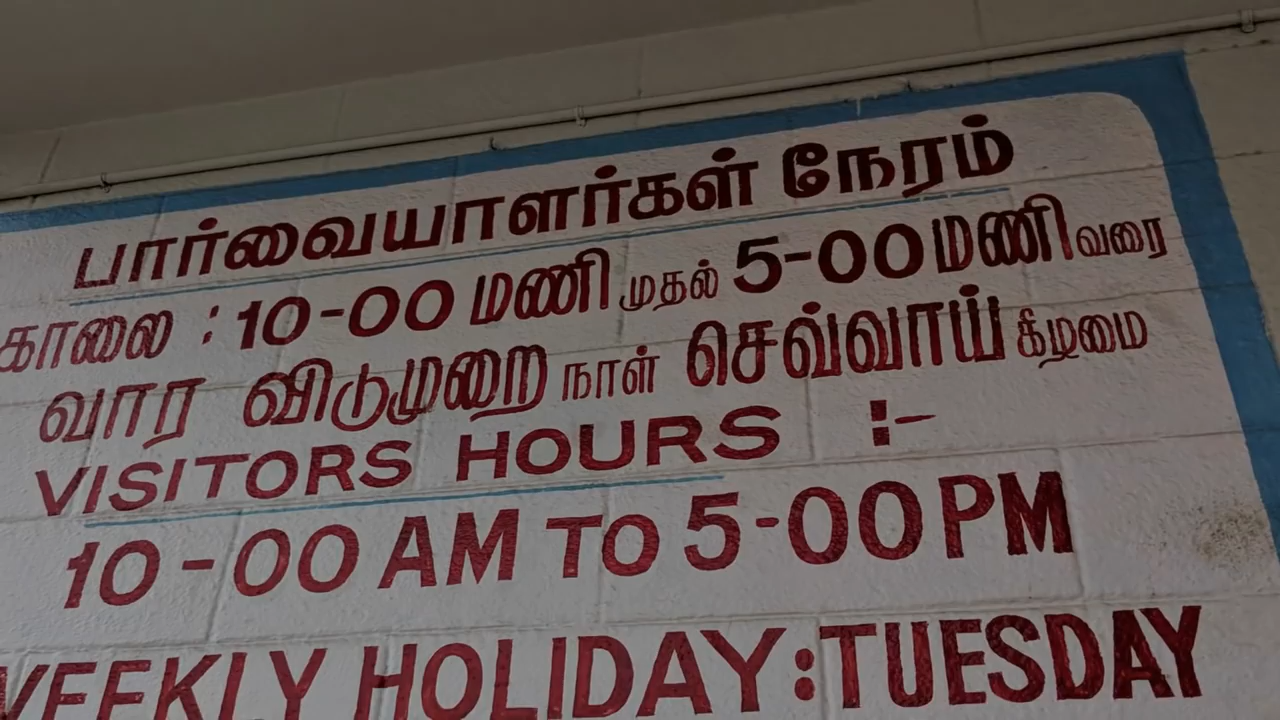 பார்வையாளர்கள் நேரம்
காலை : 10-00 மணி முதல் 5-00 மணி வரை
வார விடுமுறை நாள் செவ்வாய் கிழமை
VISITORS HOURS :-
10-00 AM TO 5-00 PM
WEEKLY HOLIDAY : TUESDAY